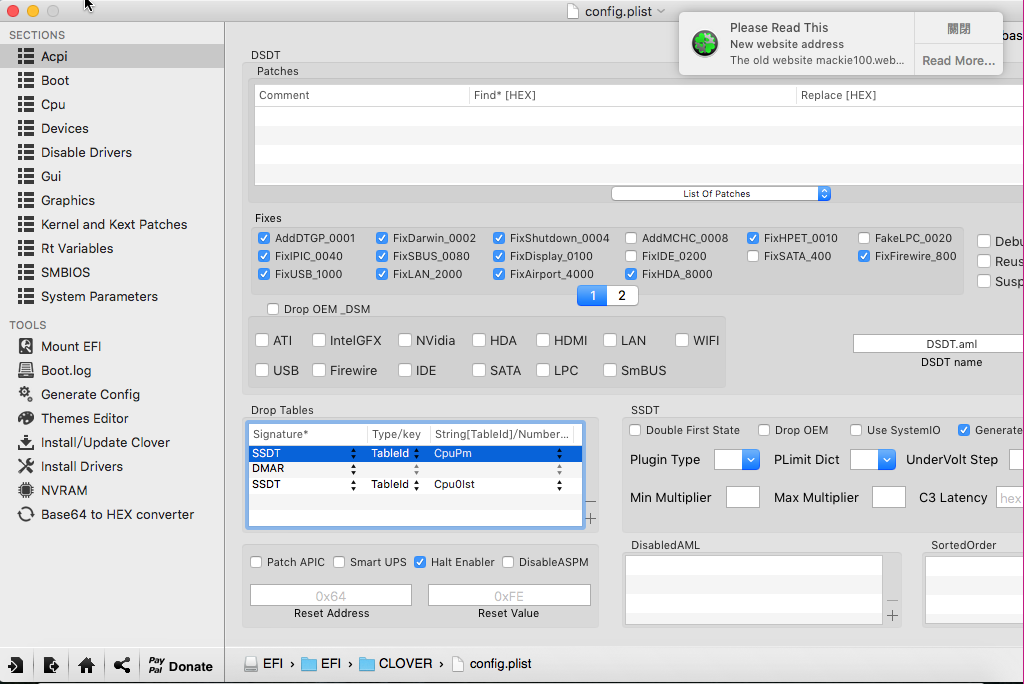 config.plist
SECTIONS
Acpi
Boot
Cpu
Devices
Disable Drivers
Gui
Graphics
Kernel and Kext Patches
Rt Variables
SMBIOS
System Parameters
TOOLS
Mount EFI
Boot.log
Generate Config
Themes Editor
Install/Update Clover
Install Drivers
NVRAM
Base64 to HEX converter
Pay
Pal
Donate
Please Read This
New website address
The old website mackie100.web...
關閉
Read More...
DSDT
Patches
Comment Find* [HEX] Replace [HEX]
List Of Patches
Fixes
AddDTGP_0001 FixDarwin_0002 FixShutdown_0004 AddMCHC_0008 FixHPET_0010 FakeLPC_0020
FixIPIC_0040 FixSBUS_0080 FixDisplay_0100 FixIDE_0200 FixSATA_400 FixFirewire_800
FixUSB_1000 FixLAN_2000 FixAirport_4000 FixHDA_8000
1 2
Debu
Reus
Susp
Drop OEM _DSM
ATI IntelGFX NVidia HDA HDMI LAN WIFI
USB Firewire IDE SATA LPC SmBUS
DSDT.aml
DSDT name
Drop Tables
Signature* Type/key String[TableId]/Number...
SSDT TableId CpuPm
DMAR
SSDT TableId Cpu0Ist
SSDT
Double First State Drop OEM Use SystemIO Generate
Plugin Type PLimit Dict UnderVolt Step
Min Multiplier Max Multiplier C3 Latency hex
Patch APIC Smart UPS Halt Enabler DisableASPM
0x64 0xFE
Reset Address Reset Value
DisabledAML SortedOrder
EFI › EFI › CLOVER › config.plist